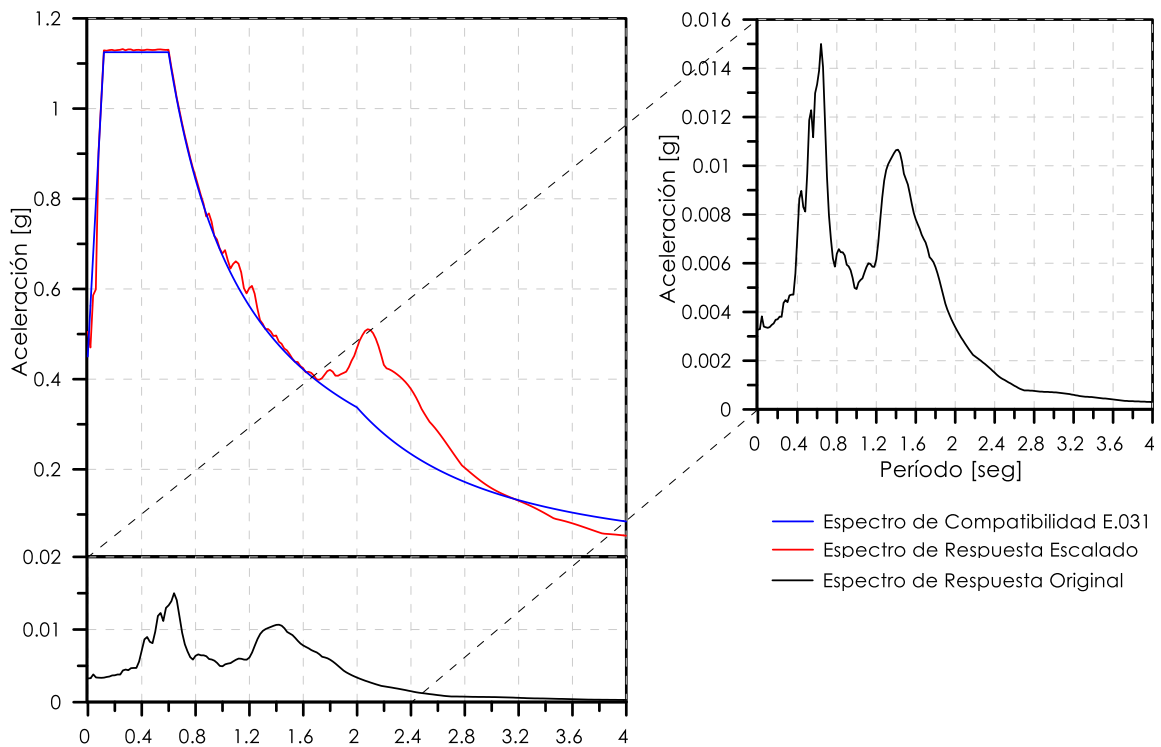 1.2
1
0.8
0.6
0.4
0.2
Aceleración [g]
0.02
0.01
0
0 0.4 0.8 1.2 1.6 2 2.4 2.8 3.2 3.6 4
0.016
0.014
0.012
0.01
0.008
0.006
0.004
0.002
0
Aceleración [g]
0 0.4 0.8 1.2 1.6 2 2.4 2.8 3.2 3.6 4
Período [seg]
Espectro de Compatibilidad E.031
Espectro de Respuesta Escalado
Espectro de Respuesta Original